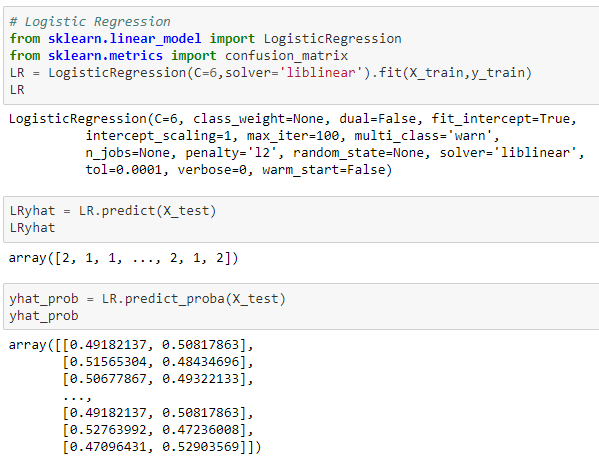 # Logistic Regression
from sklearn.linear_model import LogisticRegression
from sklearn.metrics import confusion_matrix
LR = LogisticRegression(C=6,solver='liblinear').fit(X_train,y_train)
LR
LogisticRegression(C=6, class_weight=None, dual=False, fit_intercept=True,
intercept_scaling=1, max_iter=100, multi_class='warn',
n_jobs=None, penalty='l2', random_state=None, solver='liblinear',
tol=0.0001, verbose=0, warm_start=False)
LRyhat = LR.predict(X_test)
LRyhat
array([2, 1, 1, ..., 2, 1, 2])
yhat_prob = LR.predict_proba(X_test)
yhat_prob
array([[0.49182137, 0.50817863],
[0.51565304, 0.48434696],
[0.50677867, 0.49322133],
...,
[0.49182137, 0.50817863],
[0.52763992, 0.47236008],
[0.47096431, 0.52903569]])